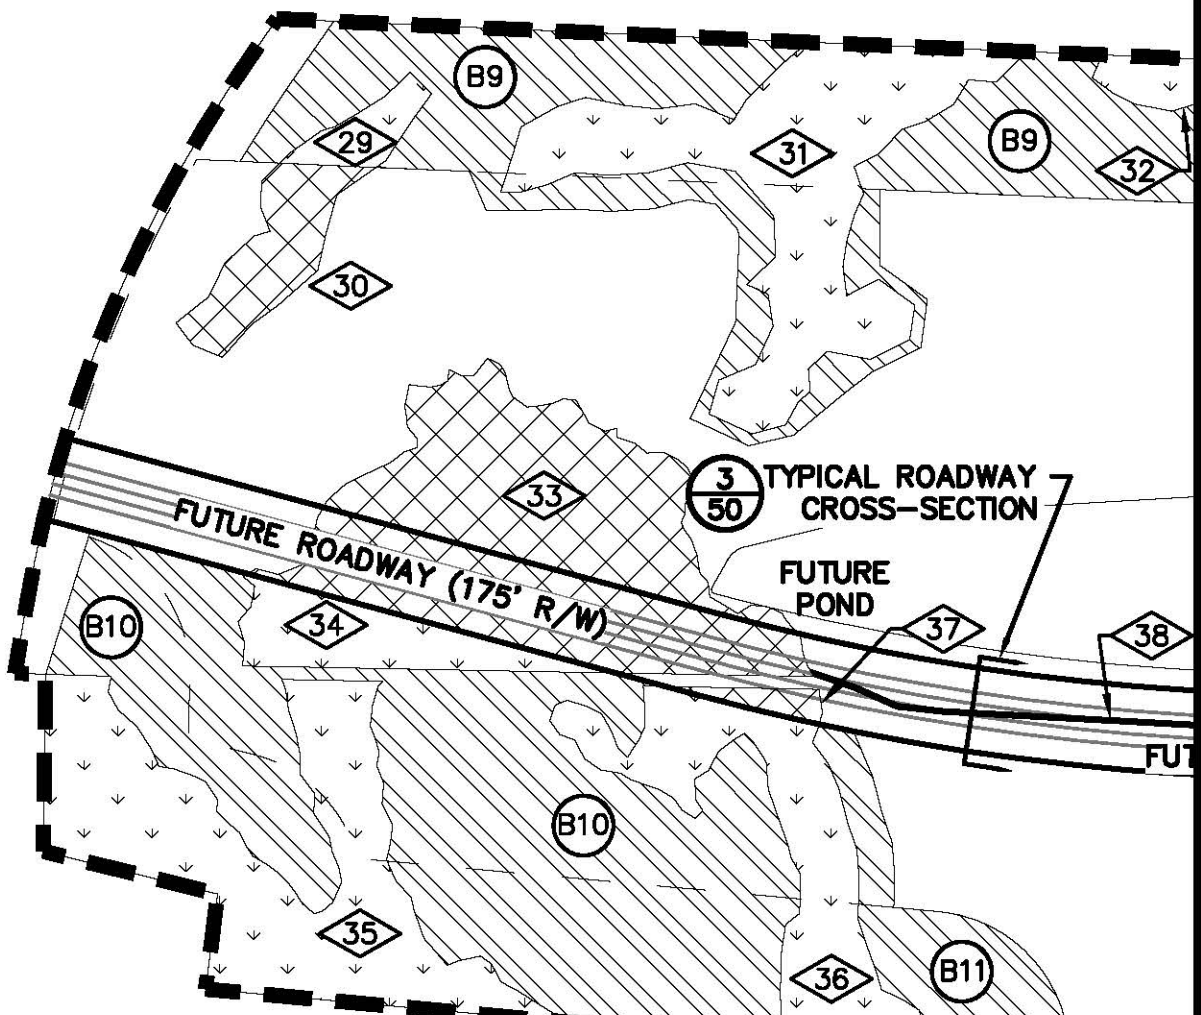 B9
29
31
B9
32
30
3
50
TYPICAL ROADWAY
CROSS-SECTION
33
FUTURE ROADWAY (175' R/W)
FUTURE
POND
B10
34
37
38
FUT
B10
35
36
B11